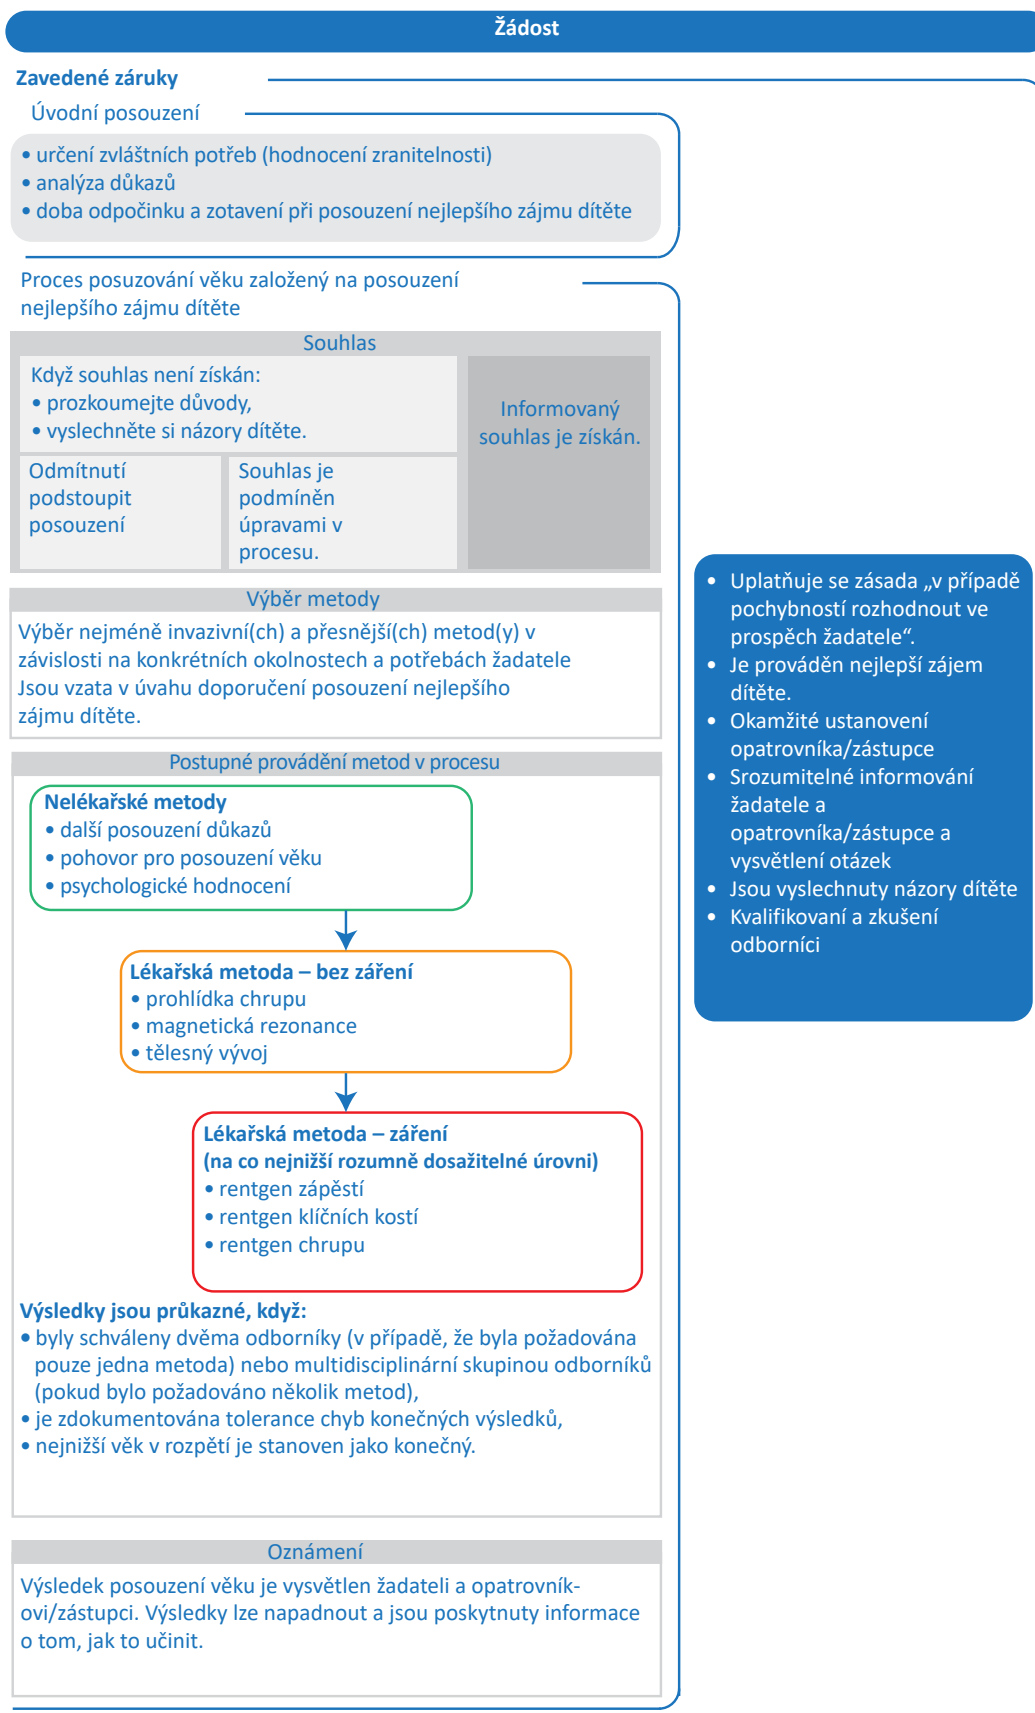 Žádost
Zavedené záruky
Úvodní posouzení
• určení zvláštních potřeb (hodnocení zranitelnosti)
• analýza důkazů
• doba odpočinku a zotavení při posouzení nejlepšího zájmu dítěte
Proces posuzování věku založený na posouzení
nejlepšího zájmu dítěte
Souhlas
Když souhlas není získán:
• prozkoumejte důvody,
• vyslechněte si názory dítěte.
Odmítnutí
podstoupit
posouzení
Souhlas je
podmíněn
úpravami v
procesu.
Informovaný
souhlas je získán.
Výběr metody
Výběr nejméně invazivní(ch) a přesnější(ch) metod(y) v
závislosti na konkrétních okolnostech a potřebách žadatele
Jsou vzata v úvahu doporučení posouzení nejlepšího
zájmu dítěte.
Postupné provádění metod v procesu
Nelékařské metody
• další posouzení důkazů
• pohovor pro posouzení věku
• psychologické hodnocení
Lékařská metoda – bez záření
• prohlídka chrupu
• magnetická rezonance
• tělesný vývoj
Lékařská metoda – záření
(na co nejnižší rozumně dosažitelné úrovni)
• rentgen zápěstí
• rentgen klíčních kostí
• rentgen chrupu
Výsledky jsou průkazné, když:
• byly schváleny dvěma odborníky (v případě, že byla požadována
pouze jedna metoda) nebo multidisciplinární skupinou odborníků
(pokud bylo požadováno několik metod),
• je zdokumentována tolerance chyb konečných výsledků,
• nejnižší věk v rozpětí je stanoven jako konečný.
Oznámení
Výsledek posouzení věku je vysvětlen žadateli a opatrovník-
ovi/zástupci. Výsledky lze napadnout a jsou poskytnuty informace
o tom, jak to učinit.
• Uplatňuje se zásada „v případě
pochybností rozhodnout ve
prospěch žadatele“.
• Je prováděn nejlepší zájem
dítěte.
• Okamžité ustanovení
opatrovníka/zástupce
• Srozumitelné informování
žadatele a
opatrovníka/zástupce a
vysvětlení otázek
• Jsou vyslechnuty názory dítěte
• Kvalifikovaní a zkušení
odborníci